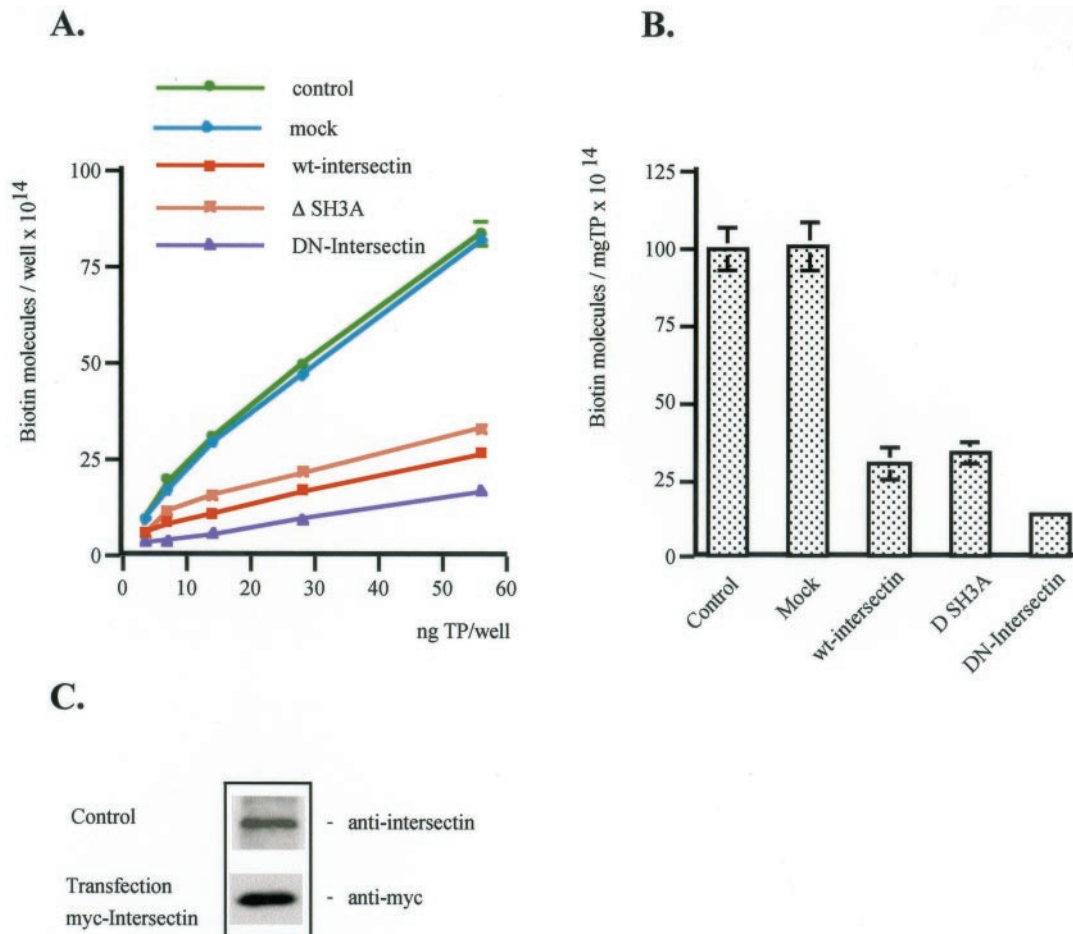 A.
control
mock
wt-intersectin
Δ SH3A
DN-Intersectin
Biotin molecules / well x 10^14
100
75
50
25
0
0 10 20 30 40 50 60
ng TP/well
B.
Biotin molecules / mgTP x 10^14
125
100
75
50
25
0
Control
Mock
wt-intersectin
D SH3A
DN-Intersectin
C.
Control
- anti-intersectin
Transfection
myc-Intersectin
- anti-myc